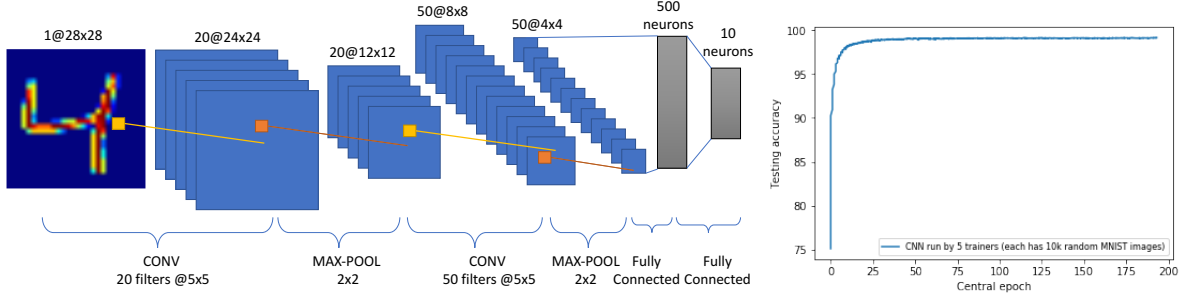 1@28x28
20@24x24
20@12x12
50@8x8
50@4x4
500
neurons
10
neurons
CONV
20 filters @5x5
MAX-POOL
2x2
CONV
50 filters @5x5
MAX-POOL
2x2
Fully
Connected
Fully
Connected
Testing accuracy
100
95
90
85
80
75
CNN run by 5 trainers (each has 10k random MNIST images)
0
25
50
75
100
125
150
175
200
Central epoch